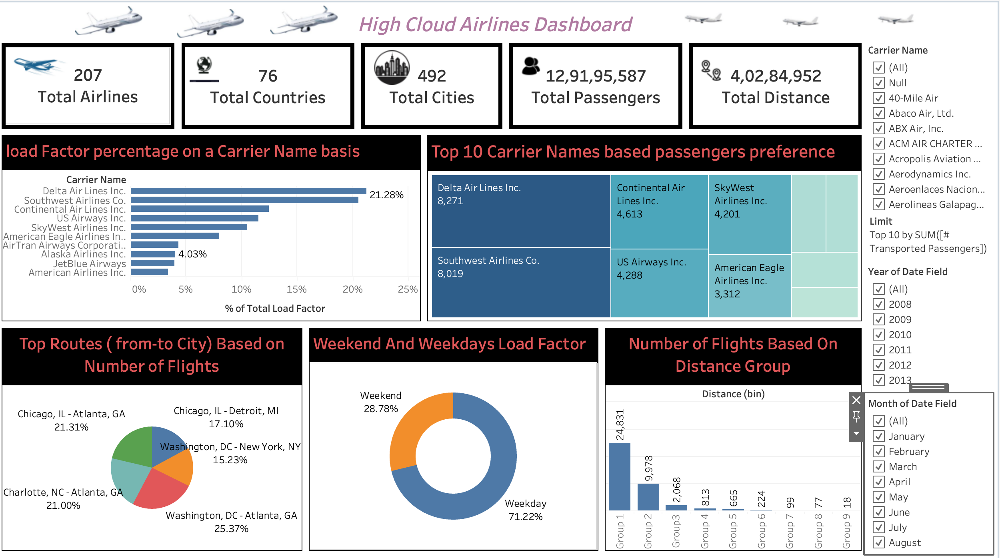 High Cloud Airlines Dashboard
207
Total Airlines
76
Total Countries
492
Total Cities
12,91,95,587
Total Passengers
4,02,84,952
Total Distance
load Factor percentage on a Carrier Name basis
Carrier Name
Delta Air Lines Inc.
21.28%
Southwest Airlines Co.
Continental Air Lines Inc.
US Airways Inc.
SkyWest Airlines Inc.
American Eagle Airlines In..
AirTran Airways Corporati..
Alaska Airlines Inc.
4.03%
JetBlue Airways
American Airlines Inc.
0% 5% 10% 15% 20% 25%
% of Total Load Factor
Top 10 Carrier Names based passengers preference
Delta Air Lines Inc.
8,271
Southwest Airlines Co.
8,019
Continental Air
Lines Inc.
4,613
US Airways Inc.
4,288
SkyWest
Airlines Inc.
4,201
American Eagle
Airlines Inc.
3,312
Top Routes ( from-to City) Based on
Number of Flights
Chicago, IL - Atlanta, GA
21.31%
Chicago, IL - Detroit, MI
17.10%
Washington, DC - New York, NY
15.23%
Charlotte, NC - Atlanta, GA
21.00%
Washington, DC - Atlanta, GA
25.37%
Weekend And Weekdays Load Factor
Weekend
28.78%
Weekday
71.22%
Number of Flights Based On
Distance Group
Distance (bin)
24,831
9,978
2,068
813
665
224
99
77
18
Group 1
Group 2
Group3
Group 4
Group 5
Group 6
Group 7
Group 8
Group 9
Carrier Name
(All)
Null
40-Mile Air
Abaco Air, Ltd.
ABX Air, Inc.
ACM AIR CHARTER ...
Acropolis Aviation ...
Aerodynamics Inc.
Aeroenlaces Nacion...
Aerolineas Galapag...
Limit
Top 10 by SUM([#
Transported Passengers])
Year of Date Field
(All)
2008
2009
2010
2011
2012
2013
Month of Date Field
(All)
January
February
March
April
May
June
July
August